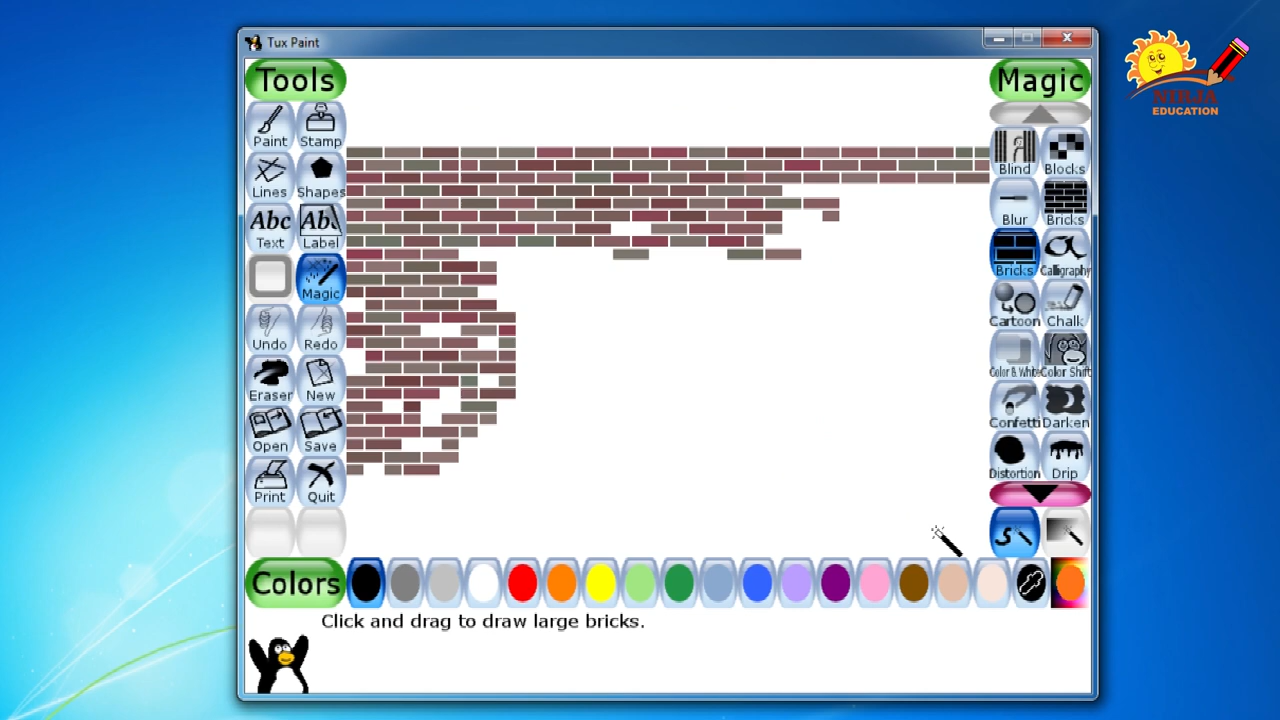 Tux Paint
NIRJA
EDUCATION
Tools
Magic
Paint Stamp
Lines Shapes
Abc Abc
Text Label
Magic
Undo Redo
Eraser New
Open Save
Print Quit
Blind Blocks
Blur Bricks
Bricks Calligraphy
Cartoon Chalk
Color & White Color Shift
Confetti Darken
Distortion Drip
Colors
Click and drag to draw large bricks.